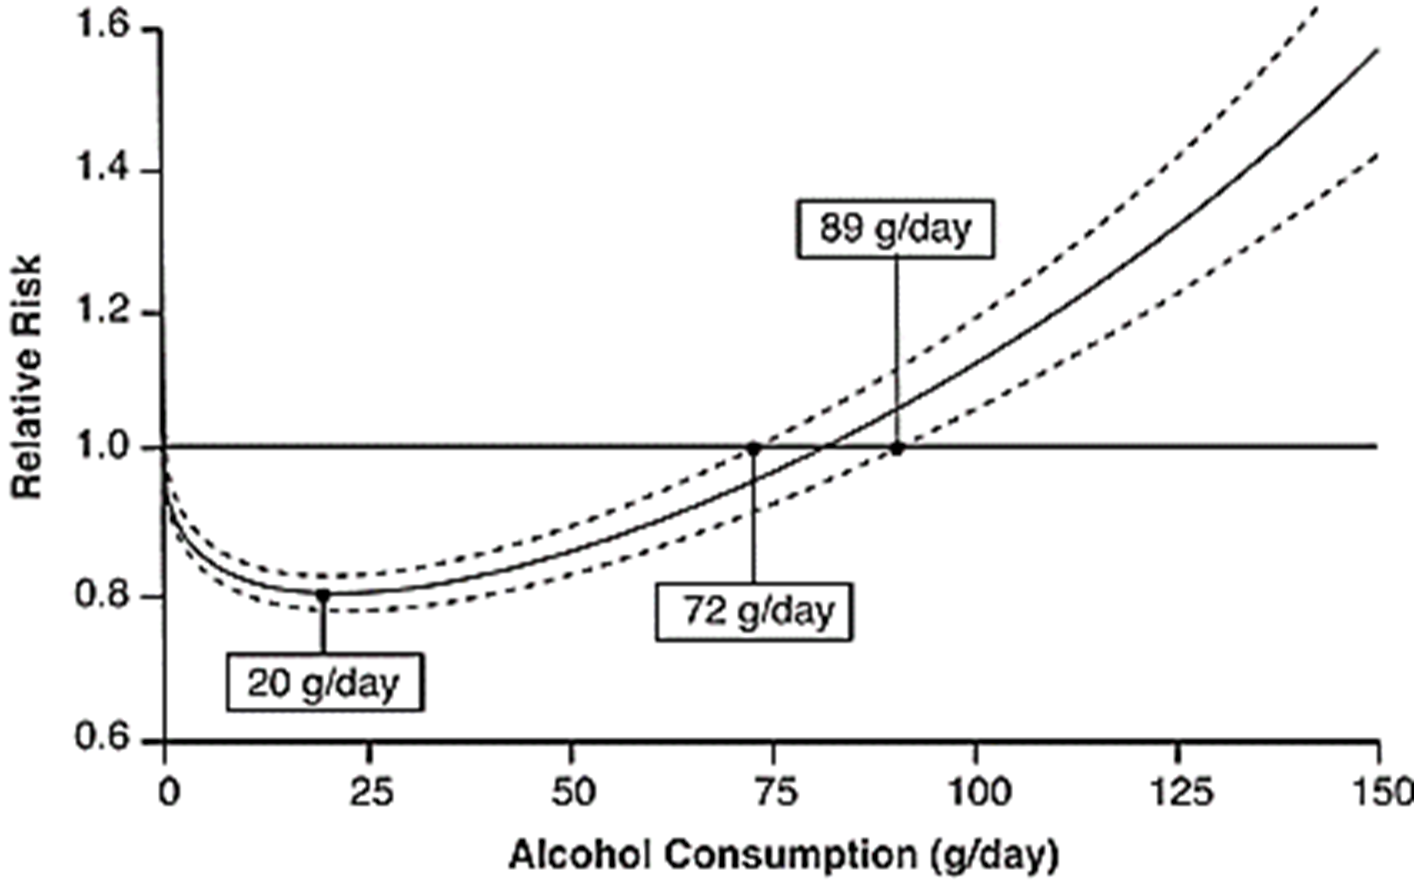 1.6
1.4
1.2
1.0
0.8
0.6
Relative Risk
89 g/day
72 g/day
20 g/day
0 25 50 75 100 125 150
Alcohol Consumption (g/day)